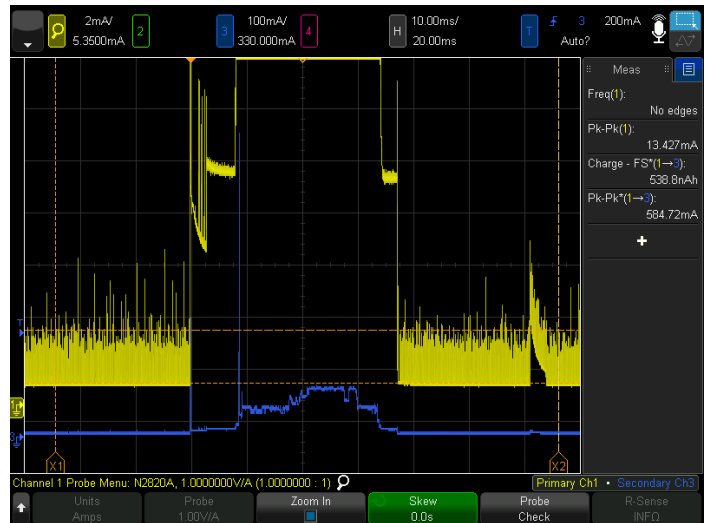 2mA/ 100mA/ 10.00ms/ 3 200mA
5.3500mA 2 3 330.000mA 4 H 20.00ms T Auto?
Meas
Freq(1):
No edges
Pk-Pk(1):
13.427mA
Charge - FS*(1→3):
538.8nAh
Pk-Pk*(1→3):
584.72mA
+
T
1
3
X1 X2
Channel 1 Probe Menu: N2820A, 1.0000000V/A (1.0000000 : 1) Primary Ch1 • Secondary Ch3
Units Probe Zoom In Skew Probe R-Sense
Amps 1.00V/A 0.0s Check INFΩ